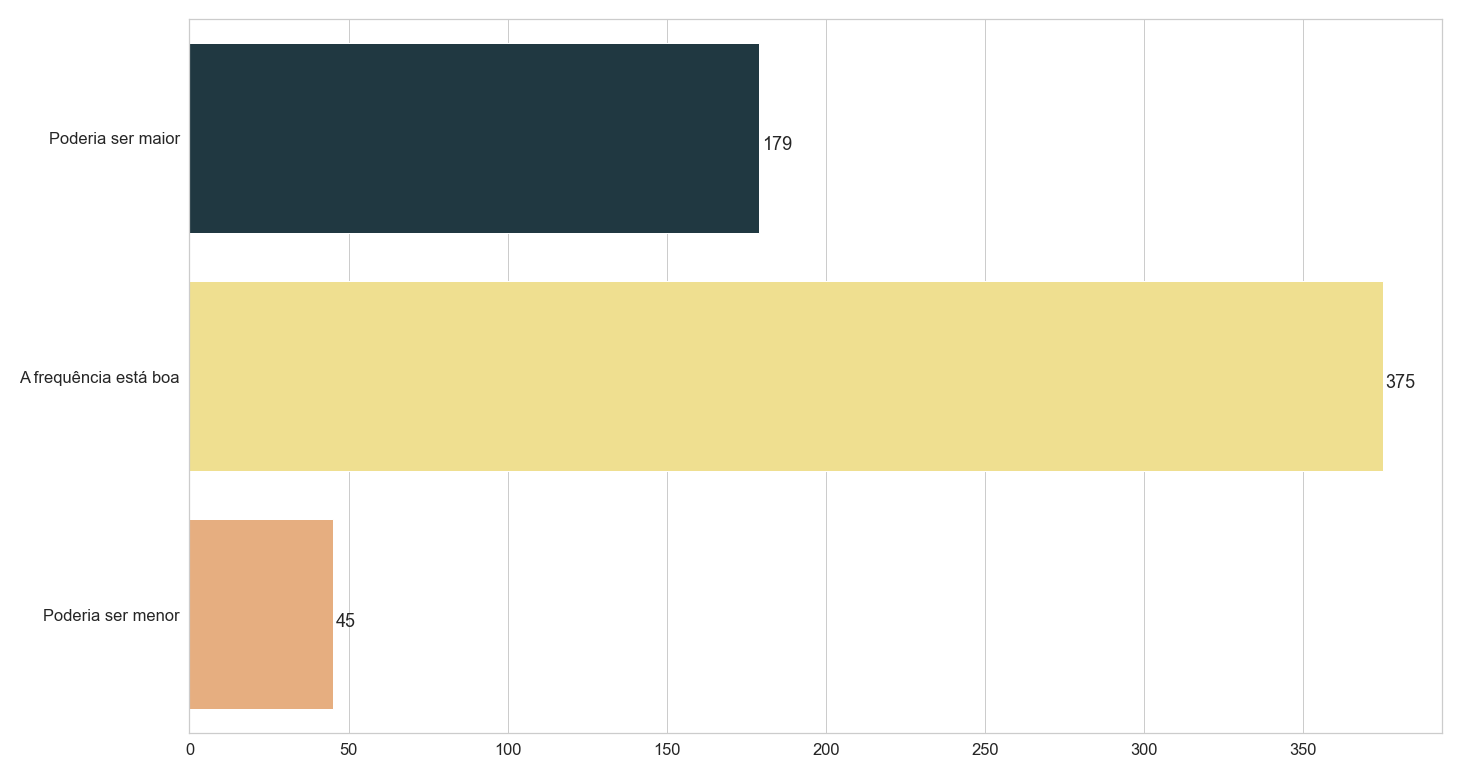 Poderia ser maior
179
A frequência está boa
375
Poderia ser menor
45
0 50 100 150 200 250 300 350